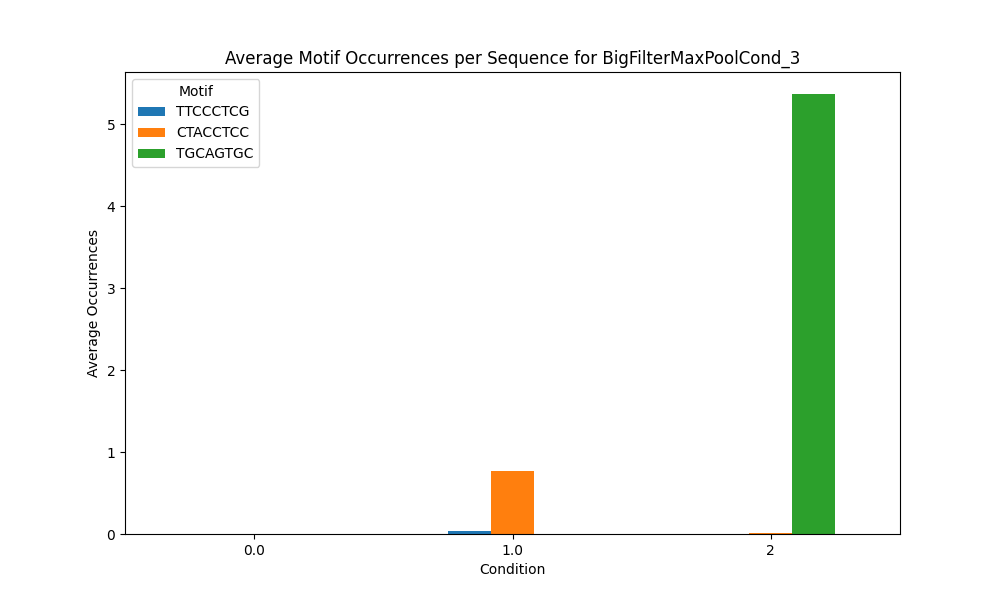 Average Motif Occurrences per Sequence for BigFilterMaxPoolCond_3
Motif
TTCCCTCG
CTACCTCC
TGCAGTGC
5
4
3
2
1
0
Average Occurrences
0.0
1.0
2
Condition